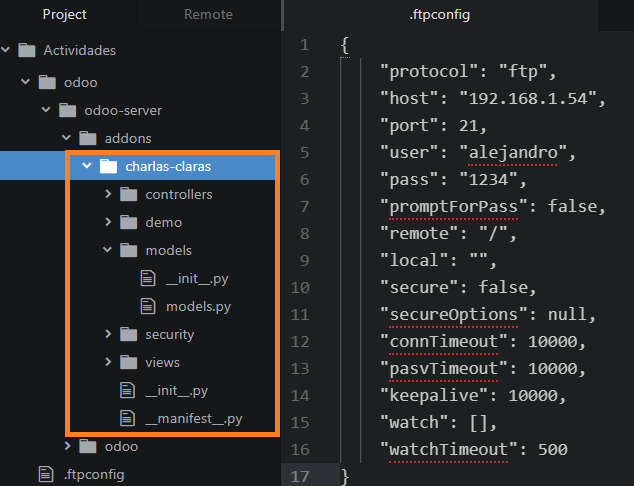 Project
Remote
Actividades
odoo
odoo-server
addons
charlas-claras
controllers
demo
models
__init__.py
models.py
security
views
__init__.py
__manifest__.py
odoo
.ftpconfig
.ftpconfig
1 {
2 "protocol": "ftp",
3 "host": "192.168.1.54",
4 "port": 21,
5 "user": "alejandro",
6 "pass": "1234",
7 "promptForPass": false,
8 "remote": "/",
9 "local": "",
10 "secure": false,
11 "secureOptions": null,
12 "connTimeout": 10000,
13 "pasvTimeout": 10000,
14 "keepalive": 10000,
15 "watch": [],
16 "watchTimeout": 500
17 }